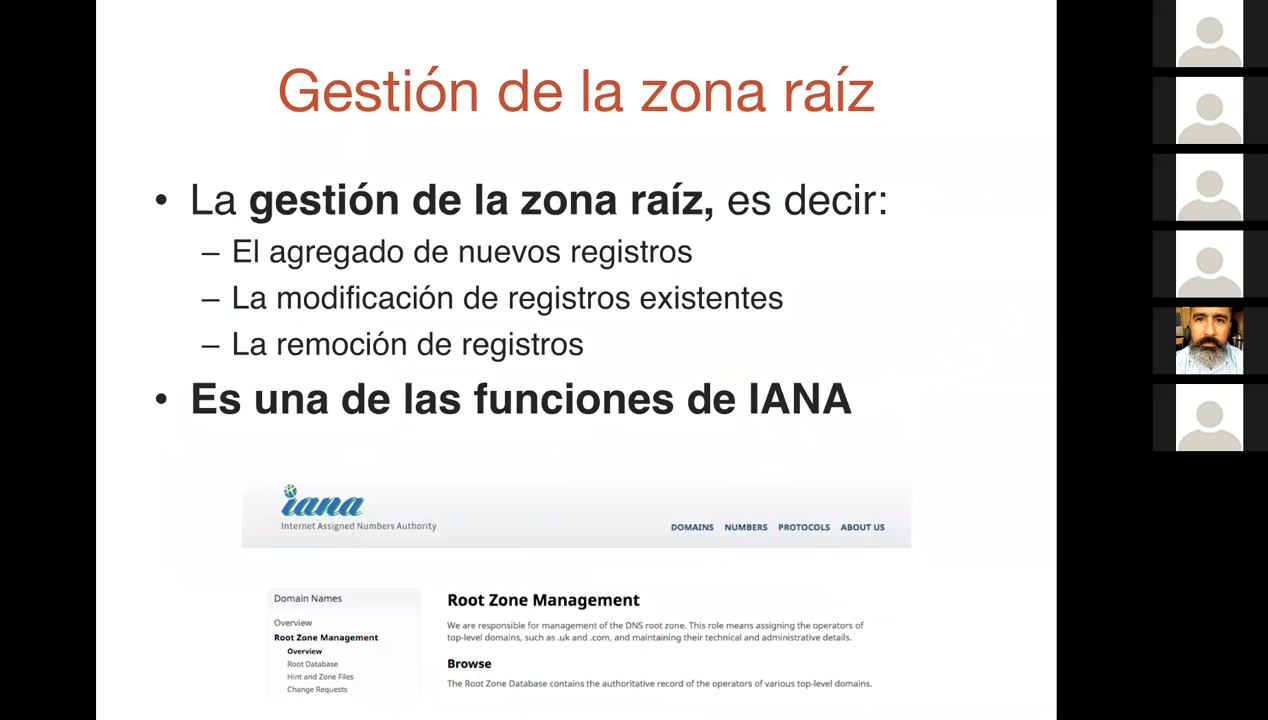 Gestión de la zona raíz
• La gestión de la zona raíz, es decir:
– El agregado de nuevos registros
– La modificación de registros existentes
– La remoción de registros
• Es una de las funciones de IANA
iana
Internet Assigned Numbers Authority
DOMAINS NUMBERS PROTOCOLS ABOUT US
Domain Names
Overview
Root Zone Management
Overview
Root Database
Hint and Zone Files
Change Requests
Root Zone Management
We are responsible for management of the DNS root zone. This role means assigning the operators of
top-level domains, such as .uk and .com, and maintaining their technical and administrative details.
Browse
The Root Zone Database contains the authoritative record of the operators of various top-level domains.